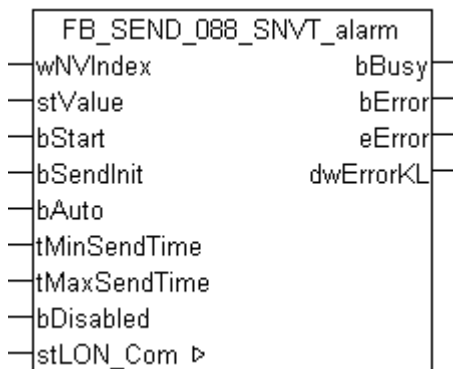 FB_SEND_088_SNVT_alarm
wNVIndex bBusy
stValue bError
bStart eError
bSendInit dwErrorKL
bAuto
tMinSendTime
tMaxSendTime
bDisabled
stLON_Com ▷